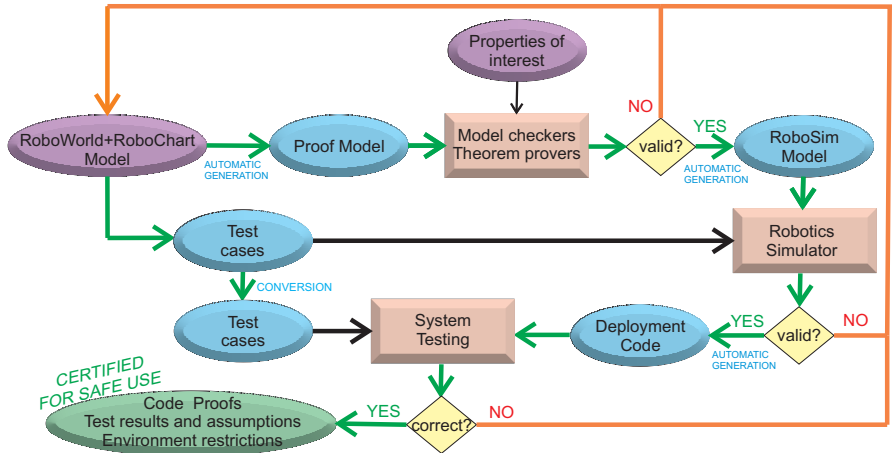 Properties of
interest
NO
RoboWorld+RoboChart
Model
AUTOMATIC
GENERATION
Proof Model
Model checkers
Theorem provers
valid?
YES
AUTOMATIC
GENERATION
RoboSim
Model
Test
cases
Robotics
Simulator
CONVERSION
Test
cases
System
Testing
Deployment
Code
YES
AUTOMATIC
GENERATION
valid?
NO
CERTIFIED
FOR SAFE USE
Code Proofs
Test results and assumptions
Environment restrictions
YES
correct?
NO